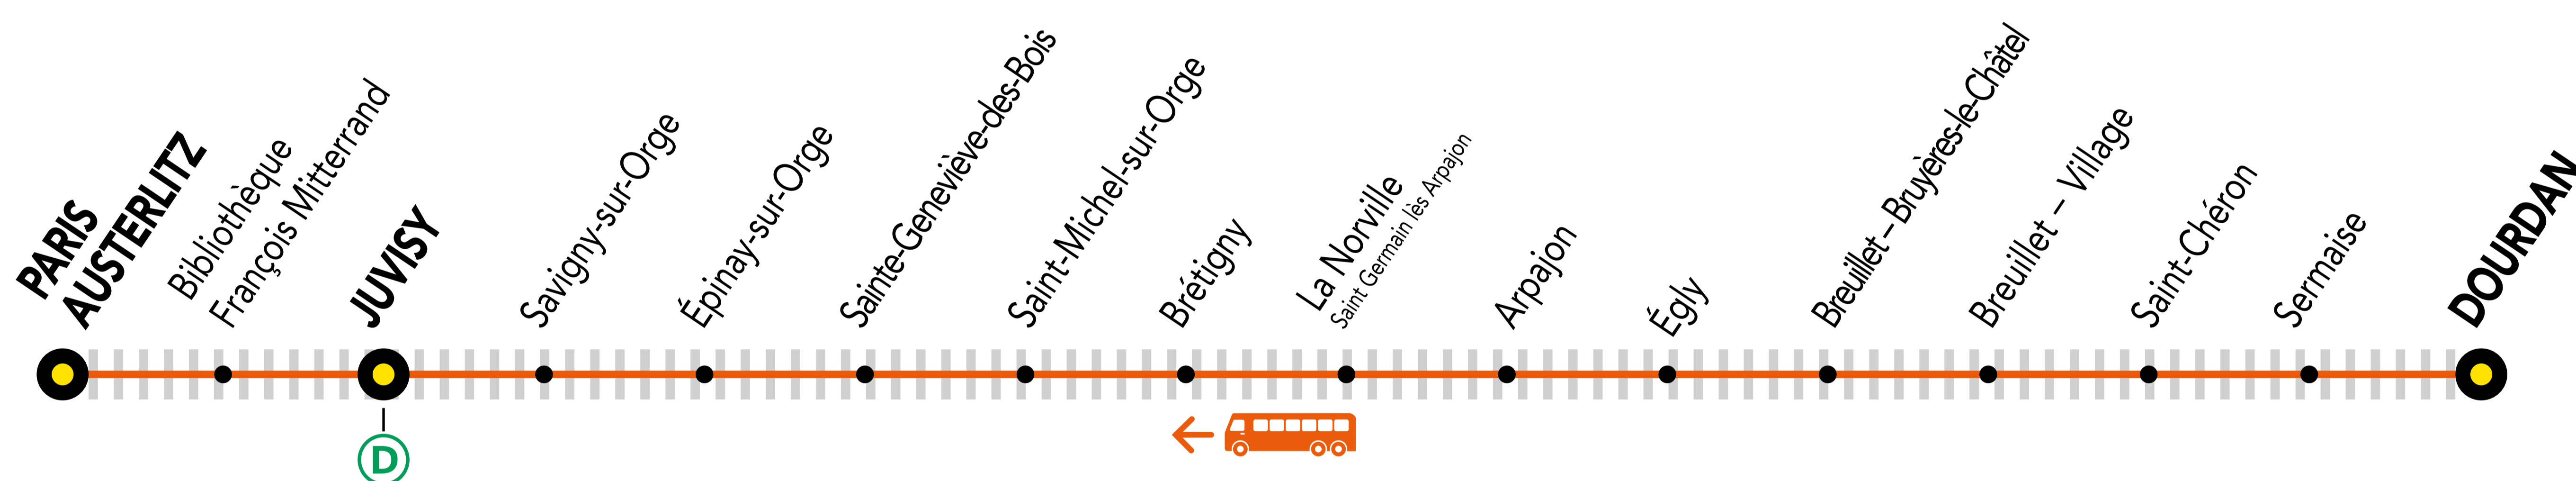 PARIS
AUSTERLITZ
Bibliothèque
François Mitterrand
JUVISY
Savigny-sur-Orge
Épinay-sur-Orge
Sainte-Geneviève-des-Bois
Saint-Michel-sur-Orge
Brétigny
La Norville
Saint Germain lès Arpajon
Arpajon
Égly
Breuillet – Bruyères-le-Châtel
Breuillet – Village
Saint-Chéron
Sermaise
DOURDAN
D